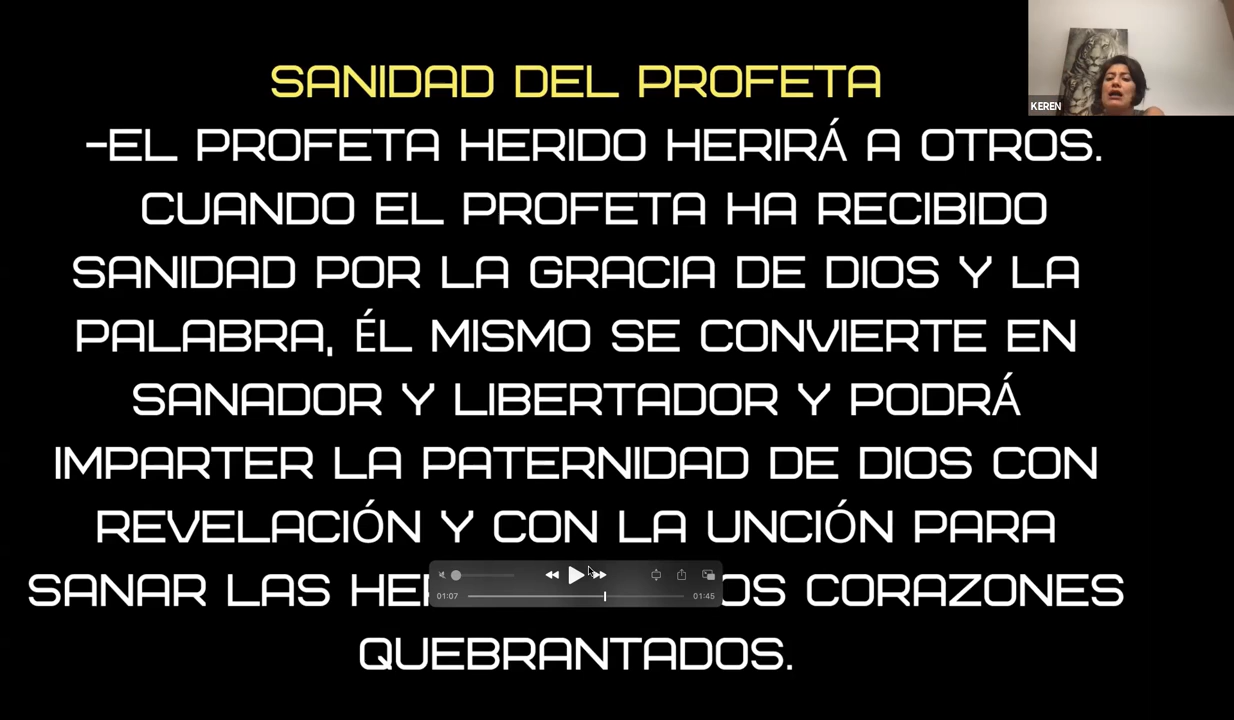 SANIDAD DEL PROFETA
KEREN
-EL PROFETA HERIDO HERIRÁ A OTROS.
CUANDO EL PROFETA HA RECIBIDO
SANIDAD POR LA GRACIA DE DIOS Y LA
PALABRA, ÉL MISMO SE CONVIERTE EN
SANADOR Y LIBERTADOR Y PODRÁ
IMPARTER LA PATERNIDAD DE DIOS CON
REVELACIÓN Y CON LA UNCIÓN PARA
SANAR LAS CORAZONES
QUEBRANTADOS.
01:07
01:45